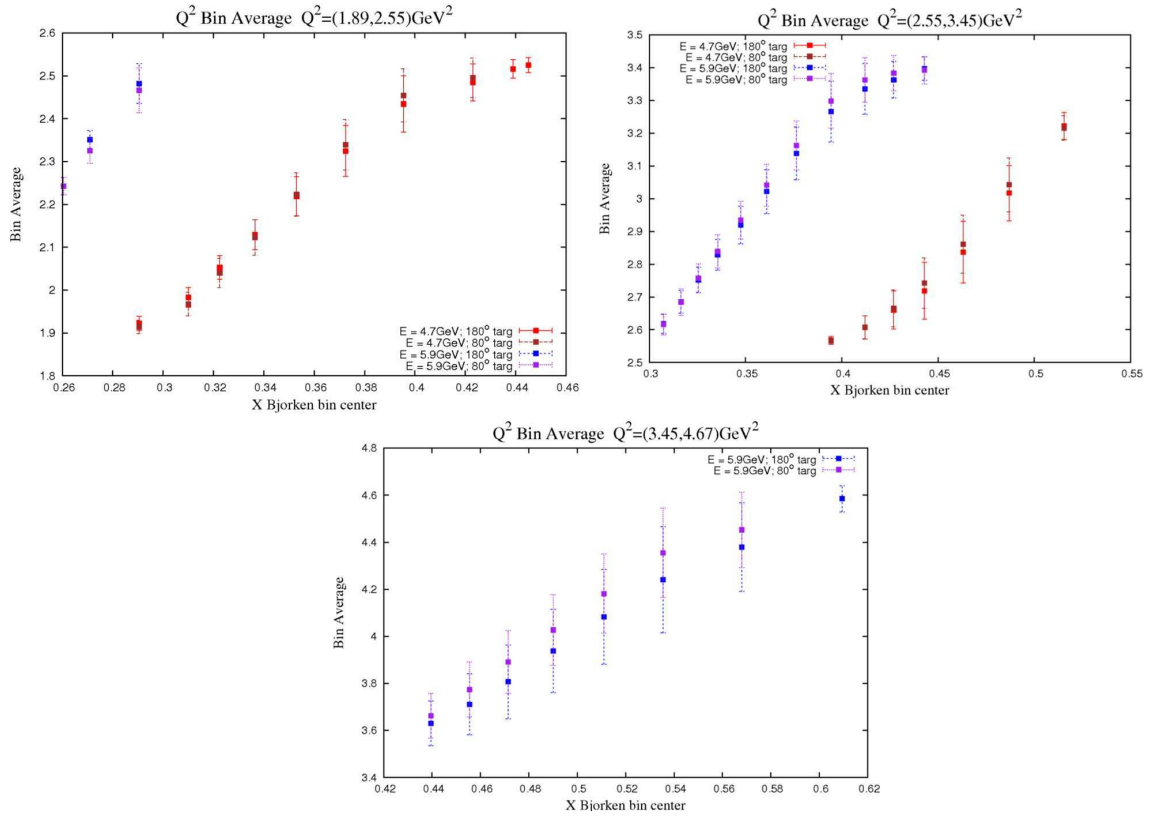 Q² Bin Average Q²=(1.89,2.55)GeV²
2.6
2.5
2.4
2.3
2.2
2.1
2
1.9
1.8
Bin Average
E = 4.7GeV; 180° targ
E = 4.7GeV; 80° targ
E = 5.9GeV; 180° targ
E = 5.9GeV; 80° targ
0.26 0.28 0.3 0.32 0.34 0.36 0.38 0.4 0.42 0.44 0.46
X Bjorken bin center
Q² Bin Average Q²=(2.55,3.45)GeV²
E = 4.7GeV; 180° targ
E = 4.7GeV; 80° targ
E = 5.9GeV; 180° targ
E = 5.9GeV; 80° targ
3.5
3.4
3.3
3.2
3.1
3
2.9
2.8
2.7
2.6
2.5
Bin Average
0.3 0.35 0.4 0.45 0.5 0.55
X Bjorken bin center
Q² Bin Average Q²=(3.45,4.67)GeV²
E = 5.9GeV; 180° targ
E = 5.9GeV; 80° targ
4.8
4.6
4.4
4.2
4
3.8
3.6
3.4
Bin Average
0.42 0.44 0.46 0.48 0.5 0.52 0.54 0.56 0.58 0.6 0.62
X Bjorken bin center